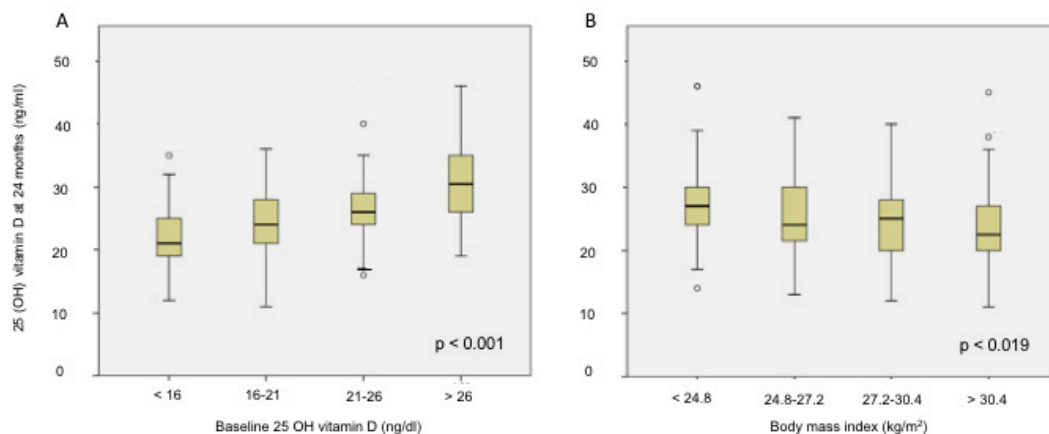 A
B
25 (OH) vitamin D at 24 months (ng/ml)
50
40
30
20
10
0
p < 0.001
< 16
16-21
21-26
> 26
Baseline 25 OH vitamin D (ng/dl)
50
40
30
20
10
0
p < 0.019
< 24.8
24.8-27.2
27.2-30.4
> 30.4
Body mass index (kg/m²)